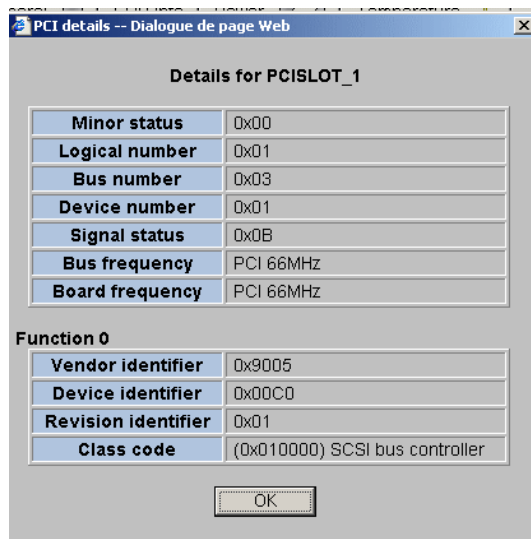 PCI details -- Dialogue de page Web
Details for PCISLOT_1
Minor status 0x00
Logical number 0x01
Bus number 0x03
Device number 0x01
Signal status 0x0B
Bus frequency PCI 66MHz
Board frequency PCI 66MHz
Function 0
Vendor identifier 0x9005
Device identifier 0x00C0
Revision identifier 0x01
Class code (0x010000) SCSI bus controller
OK